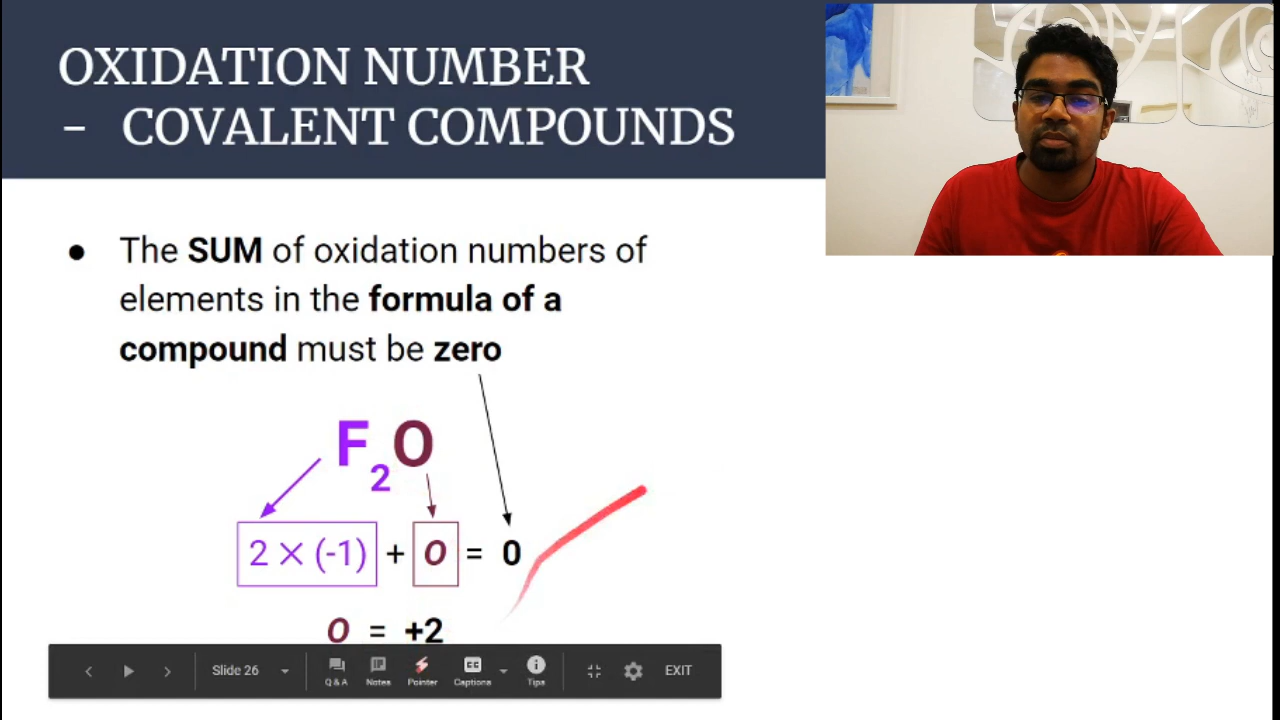 OXIDATION NUMBER
- COVALENT COMPOUNDS
● The SUM of oxidation numbers of
elements in the formula of a
compound must be zero
F₂O
2 × (-1) + O = 0
O = +2
Slide 26
Q & A Notes Pointer CC Captions Tips EXIT